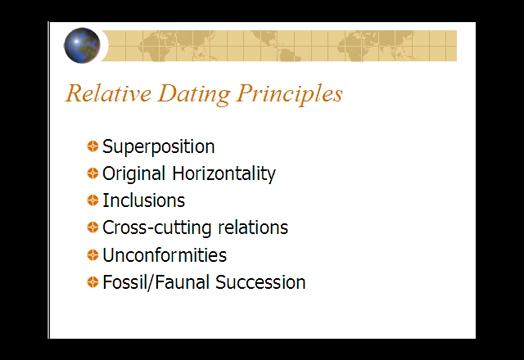 Relative Dating Principles
Superposition
Original Horizontality
Inclusions
Cross-cutting relations
Unconformities
Fossil/Faunal Succession